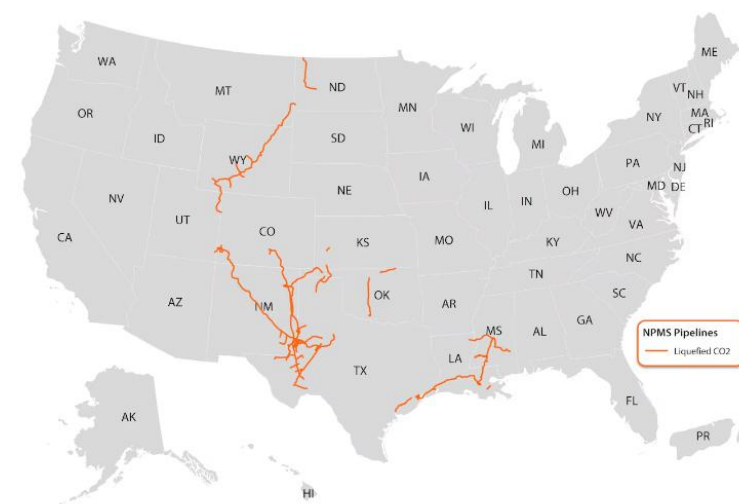 WA
MT
ND
MN
ME
VT
NH
OR
ID
WY
SD
WI
MI
NY
MA
CT
RI
NV
UT
NE
IA
IL
IN
OH
PA
NJ
MD
DE
CA
CO
KS
MO
KY
WV
VA
AZ
NM
OK
AR
TN
NC
SC
TX
LA
MS
AL
GA
FL
NPMS Pipelines
Liquefied CO2
AK
HI
PR